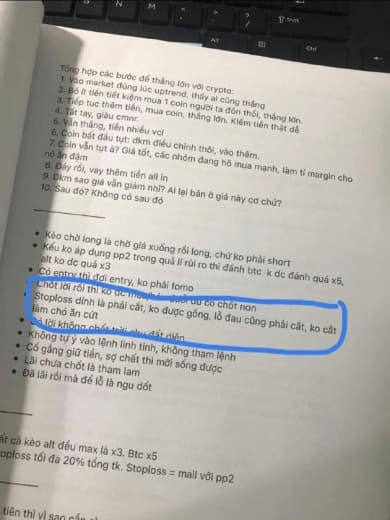 Tổng hợp các bước để thắng lớn với crypto:
1. Vào market đúng lúc uptrend, thấy ai cũng thắng
2. Bỏ ít tiền tiết kiệm mua 1 coin người ta đồn thổi, thắng lớn.
3. Tiếp tục thêm tiền, mua coin, thắng lớn. Kiếm tiền thật dễ
4. Tất tay, giàu cmnr.
5. Vẫn thắng, tiền nhiều vcl
6. Coin bắt đầu tụt: đkm điều chỉnh thôi, vào thêm.
7. Coin vẫn tụt à? Giá tốt, các nhóm đang hô mua mạnh, làm tí margin cho
nó ăn đậm
8. Đáy rồi, vay thêm tiền all in
9. Đkm sao giá vẫn giảm nhỉ? Ai lại bán ở giá này cơ chứ?
10. Sau đó? Không có sau đó
• Kèo chờ long là chờ giá xuống rồi long, chứ ko phải short
• Kếu ko áp dụng pp2 trong quả lí rủi ro thì đánh btc k dc đánh quá x5,
alt ko dc quá x3
• Có entry thì đợi entry, ko phải fomo
Chốt lời rồi thì ko dc có chốt non
• Stoploss dính là phải cắt, ko được gồng, lỗ đau cũng phải cắt, ko cắt
làm chó ăn cứt
lời không chốt
• Không tự ý vào lệnh linh tinh, không tham lệnh
• Cố gắng giữ tiền, sợ chết thì mới sống được
• Lãi chưa chốt là tham lam
• Đã lãi rồi mà để lỗ là ngu dốt
ất cả kèo alt đều max là x3. Btc x5
oploss tối đa 20% tổng tk. Stoploss = mail với pp2
tiên thì vì sao cần
Alt
Ctrl